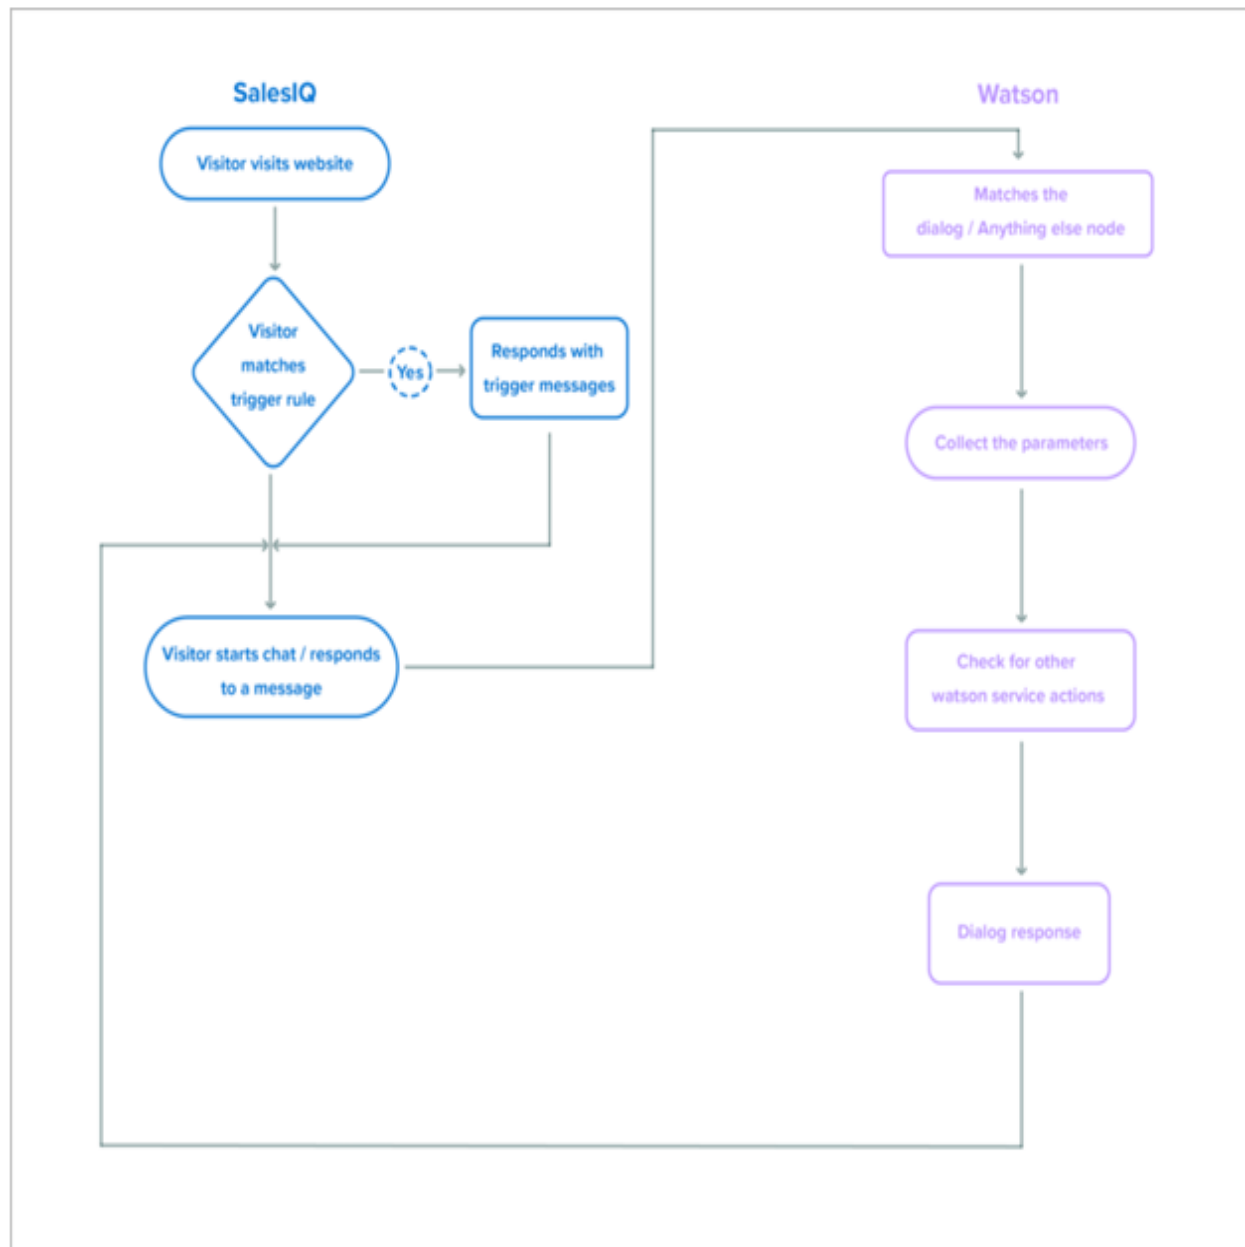 SalesIQ
Visitor visits website
Visitor
matches
trigger rule
Yes
Responds with
trigger messages
Visitor starts chat / responds
to a message
Watson
Matches the
dialog / Anything else node
Collect the parameters
Check for other
watson service actions
Dialog response